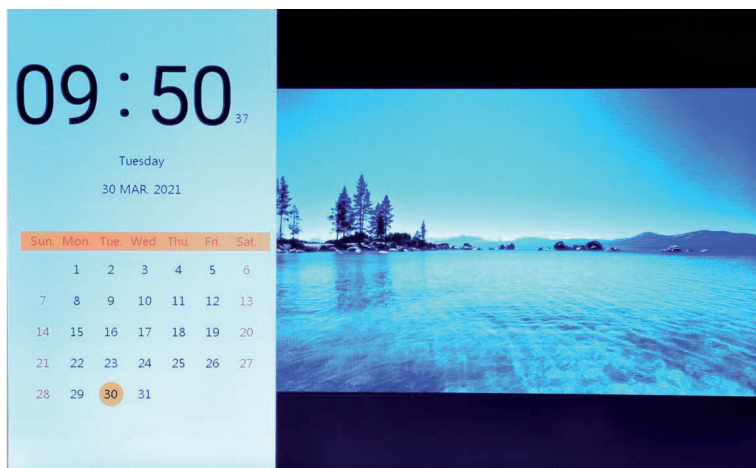 09:50 37
Tuesday
30 MAR. 2021
Sun. Mon. Tue. Wed. Thu. Fri. Sat.
1 2 3 4 5 6
7 8 9 10 11 12 13
14 15 16 17 18 19 20
21 22 23 24 25 26 27
28 29 30 31